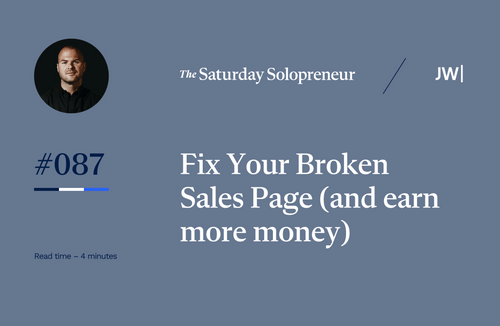 The Saturday Solopreneur
JW|
#087
Fix Your Broken
Sales Page (and earn
more money)
Read time – 4 minutes